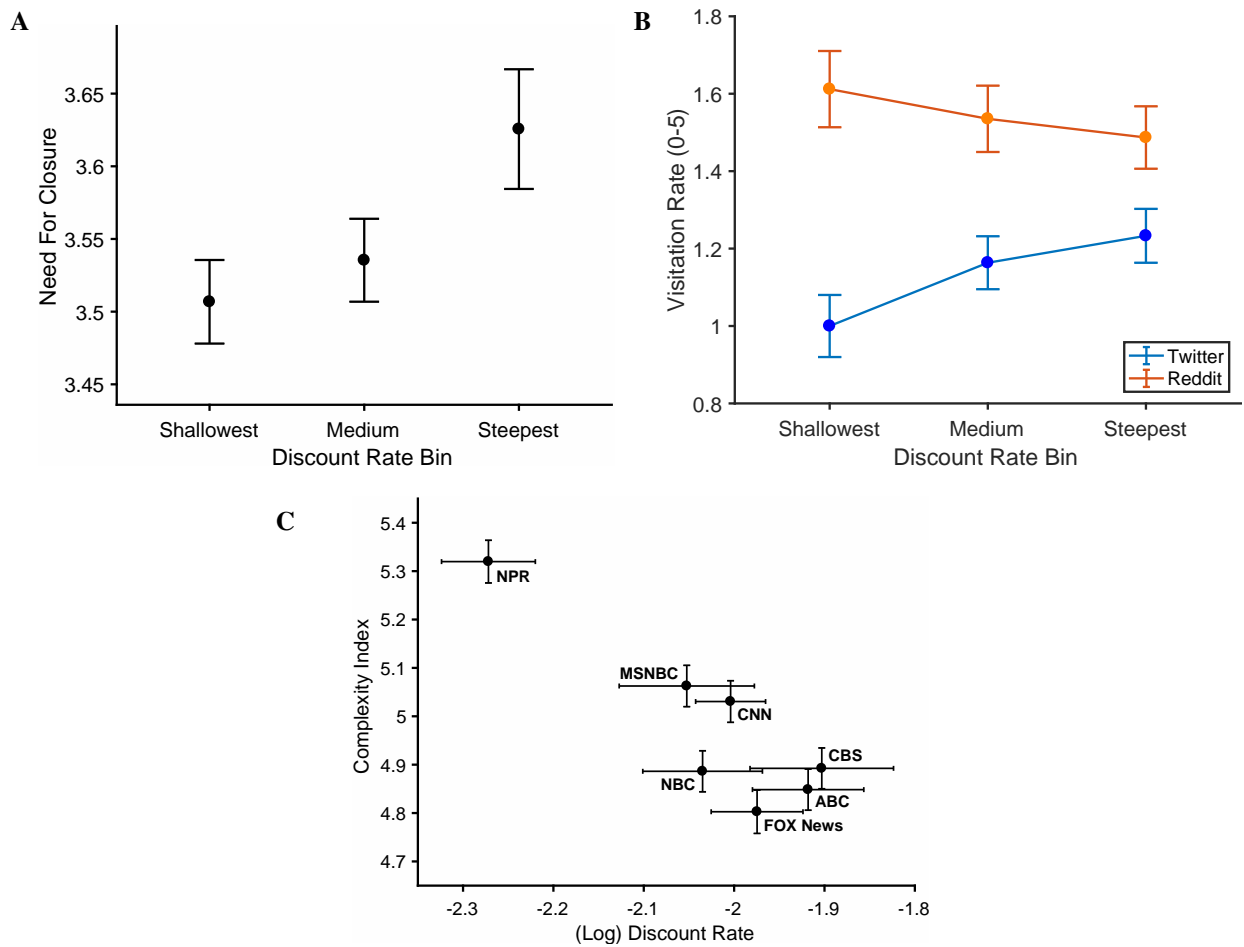 A
Need For Closure
3.65
3.6
3.55
3.5
3.45
Shallowest Medium Steepest
Discount Rate Bin
B
Visitation Rate (0-5)
1.8
1.6
1.4
1.2
1
0.8
Twitter
Reddit
Shallowest Medium Steepest
Discount Rate Bin
C
Complexity Index
5.4
5.3
5.2
5.1
5
4.9
4.8
4.7
NPR
MSNBC
CNN
CBS
NBC
ABC
FOX News
-2.3 -2.2 -2.1 -2 -1.9 -1.8
(Log) Discount Rate